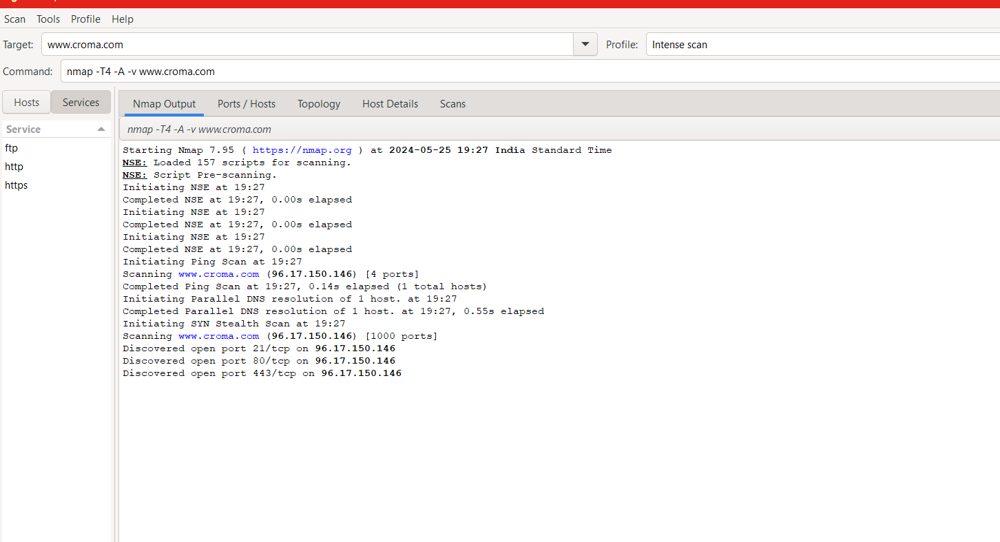 Scan Tools Profile Help
Target: www.croma.com Profile: Intense scan
Command: nmap -T4 -A -v www.croma.com
Hosts Services
Service
ftp
http
https
Nmap Output Ports / Hosts Topology Host Details Scans
nmap -T4 -A -v www.croma.com
Starting Nmap 7.95 ( https://nmap.org ) at 2024-05-25 19:27 India Standard Time
NSE: Loaded 157 scripts for scanning.
NSE: Script Pre-scanning.
Initiating NSE at 19:27
Completed NSE at 19:27, 0.00s elapsed
Initiating NSE at 19:27
Completed NSE at 19:27, 0.00s elapsed
Initiating NSE at 19:27
Completed NSE at 19:27, 0.00s elapsed
Initiating Ping Scan at 19:27
Scanning www.croma.com (96.17.150.146) [4 ports]
Completed Ping Scan at 19:27, 0.14s elapsed (1 total hosts)
Initiating Parallel DNS resolution of 1 host. at 19:27
Completed Parallel DNS resolution of 1 host. at 19:27, 0.55s elapsed
Initiating SYN Stealth Scan at 19:27
Scanning www.croma.com (96.17.150.146) [1000 ports]
Discovered open port 21/tcp on 96.17.150.146
Discovered open port 80/tcp on 96.17.150.146
Discovered open port 443/tcp on 96.17.150.146